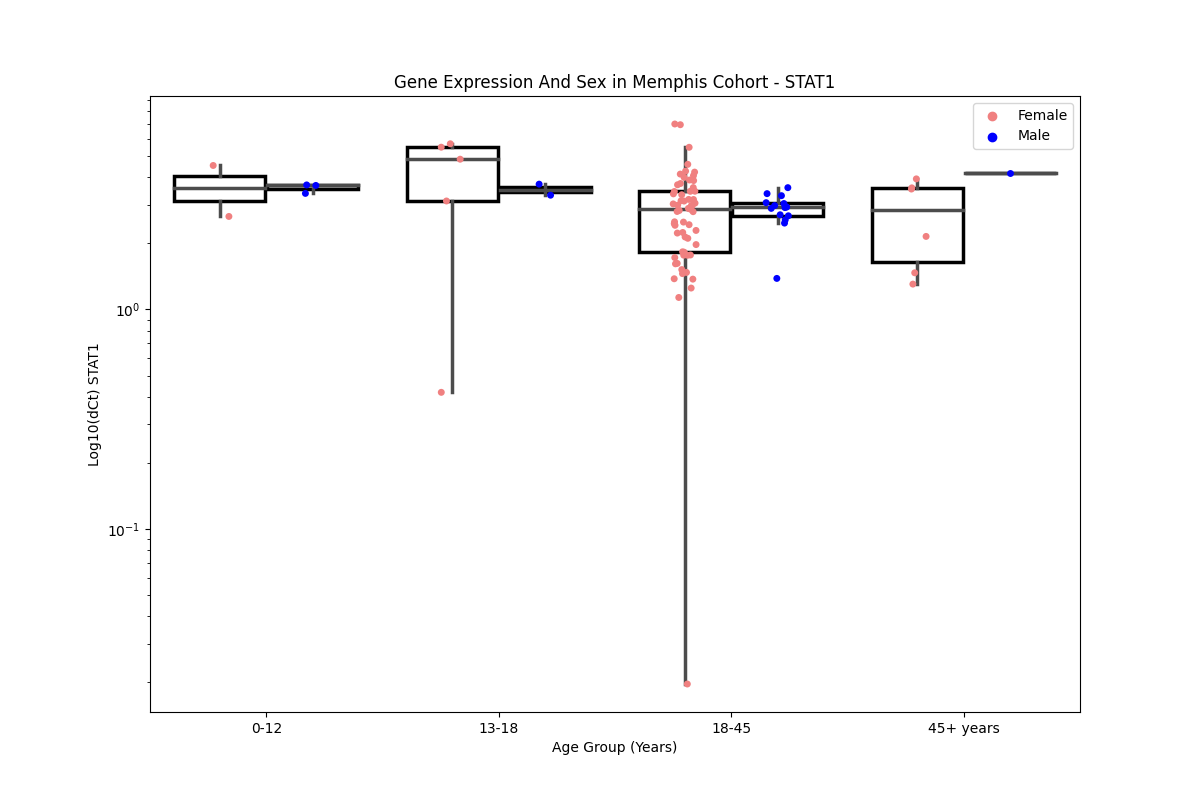 Gene Expression And Sex in Memphis Cohort - STAT1
Female
Male
Log10(dCt) STAT1
10⁰
10⁻¹
0-12
13-18
18-45
45+ years
Age Group (Years)